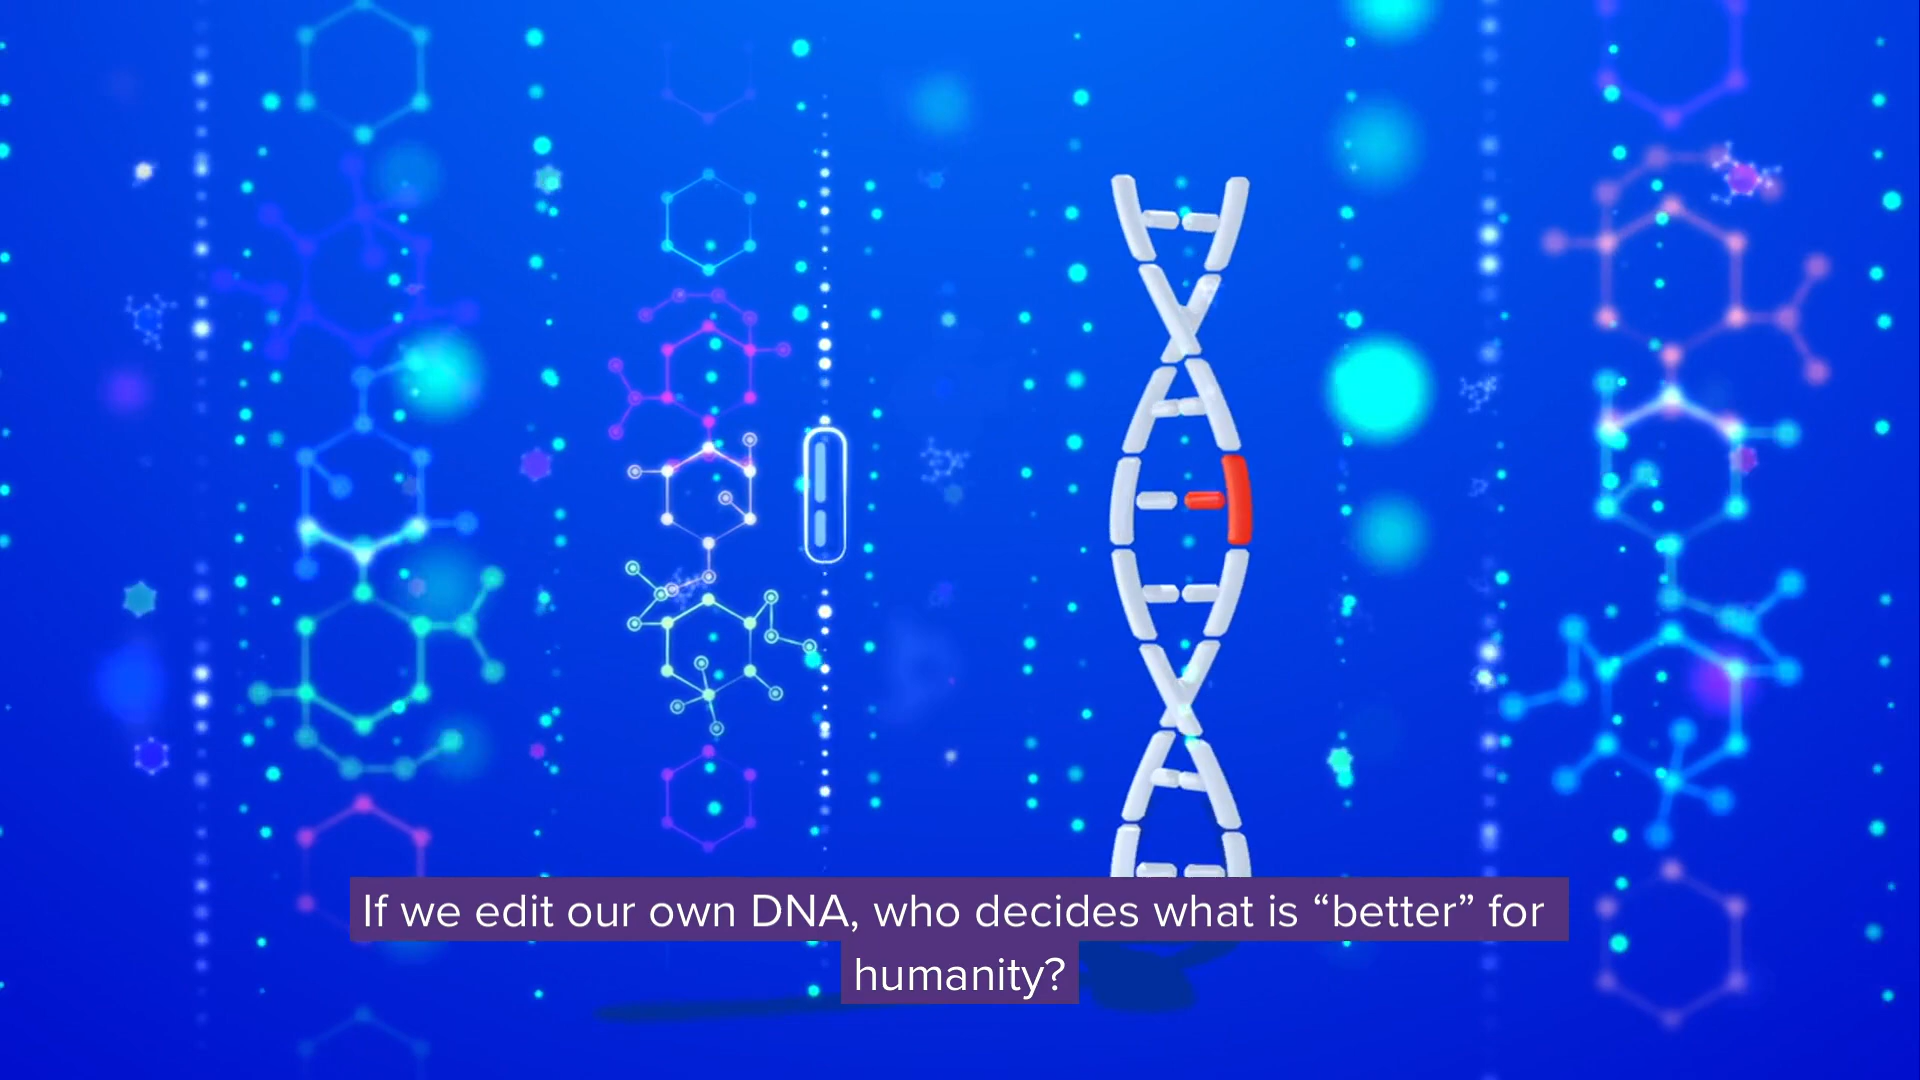 If we edit our own DNA, who decides what is “better” for
humanity?